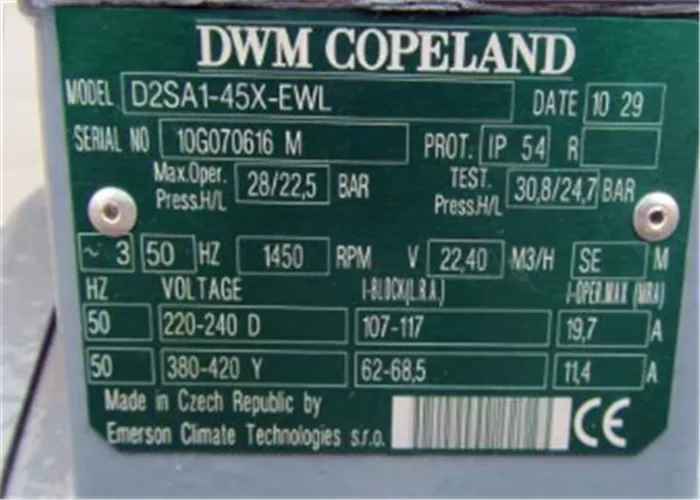 DWM COPELAND
MODEL D2SA1-45X-EWL DATE 10 29
SERIAL NO 10G070616 M PROT. IP 54 R
Max.Oper. Press.H/L 28/22,5 BAR TEST. Press.H/L 30,8/24,7 BAR
~ 3 50 HZ 1450 RPM V 22,40 M3/H SE M
HZ VOLTAGE I-BLOCK(L.R.A.) I-OPER.MAX (MRA)
50 220-240 D 107-117 19,7 A
50 380-420 Y 62-68,5 11,4 A
Made in Czech Republic by
Emerson Climate Technologies s.r.o. CE